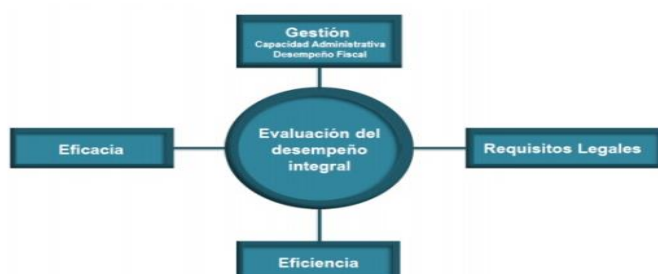 Gestión
Capacidad Administrativa
Desempeño Fiscal
Eficacia
Evaluación del
desempeño
integral
Requisitos Legales
Eficiencia